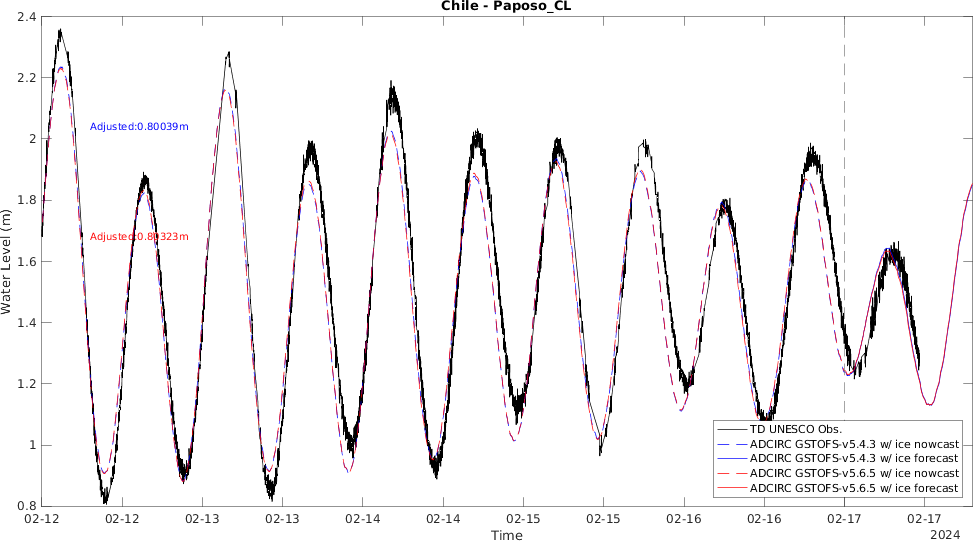 Chile - Paposo_CL
2.4
2.2
2
1.8
1.6
1.4
1.2
1
0.8
Water Level (m)
Adjusted:0.80039m
Adjusted:0.80323m
TD UNESCO Obs.
ADCIRC GSTOFS-v5.4.3 w/ ice nowcast
ADCIRC GSTOFS-v5.4.3 w/ ice forecast
ADCIRC GSTOFS-v5.6.5 w/ ice nowcast
ADCIRC GSTOFS-v5.6.5 w/ ice forecast
02-12 02-12 02-13 02-13 02-14 02-14 02-15 02-15 02-16 02-16 02-17 02-17
Time
2024